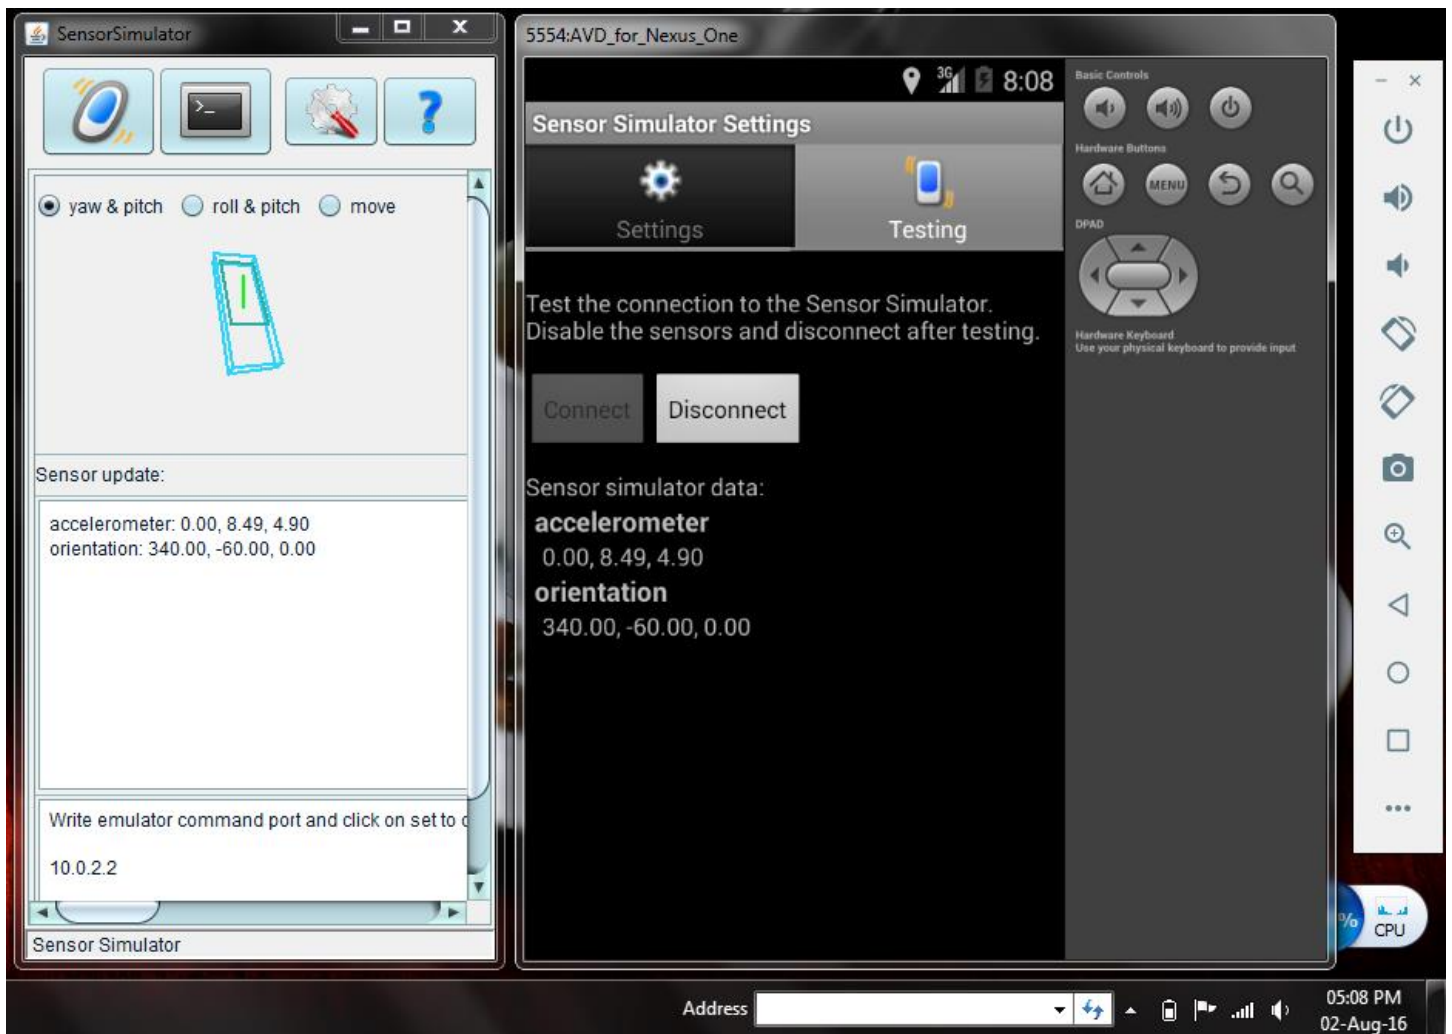 SensorSimulator
yaw & pitch
roll & pitch
move
Sensor update:
accelerometer: 0.00, 8.49, 4.90
orientation: 340.00, -60.00, 0.00
Write emulator command port and click on set to
10.0.2.2
Sensor Simulator
5554:AVD_for_Nexus_One
3G
8:08
Sensor Simulator Settings
Settings
Testing
Test the connection to the Sensor Simulator.
Disable the sensors and disconnect after testing.
Connect
Disconnect
Sensor simulator data:
accelerometer
0.00, 8.49, 4.90
orientation
340.00, -60.00, 0.00
Basic Controls
Hardware Buttons
MENU
DPAD
Hardware Keyboard
Use your physical keyboard to provide input
%
CPU
Address
05:08 PM
02-Aug-16